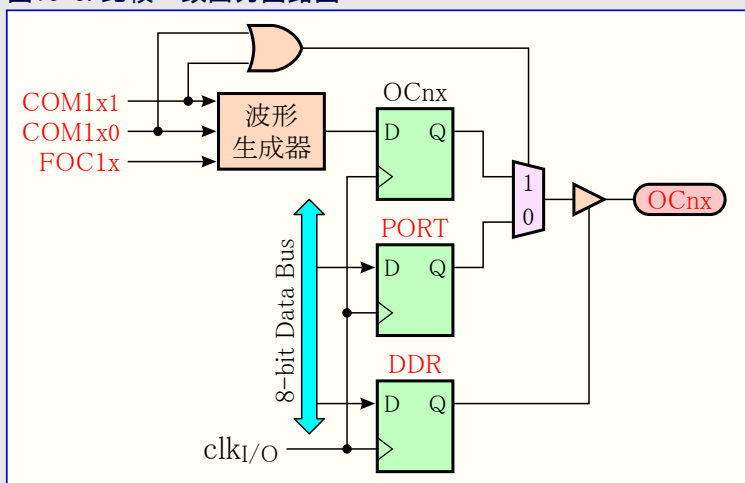 OCnx
COM1x1
COM1x0
FOC1x
波形
生成器
D Q
1
0
OCnx
PORT
D Q
8-bit Data Bus
DDR
D Q
clkI/O